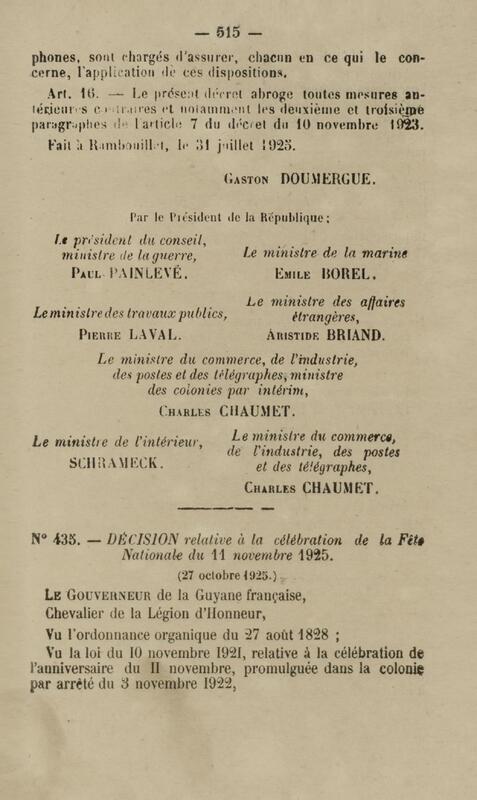 — 515 —
phones, sont chargés d'assurer, chacun en ce qui le con-
cerne, l'application de ces dispositions.
Art. 16. — Le présent décret abroge toutes mesures an-
térieures contraires et notamment les deuxième et troisième
paragraphes de l'article 7 du décret du 10 novembre 1923.
Fait à Rambouillet, le 31 juillet 1925.
GASTON DOUMERGUE.
Par le Président de la République:
Le président du conseil,
ministre de la guerre,
PAUL PAINLEVÉ.
Le ministre de la marine
EMILE BOREL.
Le ministre des travaux publics,
PIERRE LAVAL.
Le ministre des affaires
étrangères,
ARISTIDE BRIAND.
Le ministre du commerce, de l'industrie,
des postes et des télégraphes, ministre
des colonies par intérim,
CHARLES CHAUMET.
Le ministre de l'intérieur,
SCHRAMECK.
Le ministre du commerce,
de l'industrie, des postes
et des télégraphes,
CHARLES CHAUMET.
N° 435. — DÉCISION relative à la célébration de la Fête
Nationale du 11 novembre 1925.
(27 octobre 1925.)
LE GOUVERNEUR de la Guyane française,
Chevalier de la Légion d'Honneur,
Vu l'ordonnance organique du 27 août 1828 ;
Vu la loi du 10 novembre 1921, relative à la célébration de
l'anniversaire du II novembre, promulguée dans la colonie
par arrêté du 3 novembre 1922,